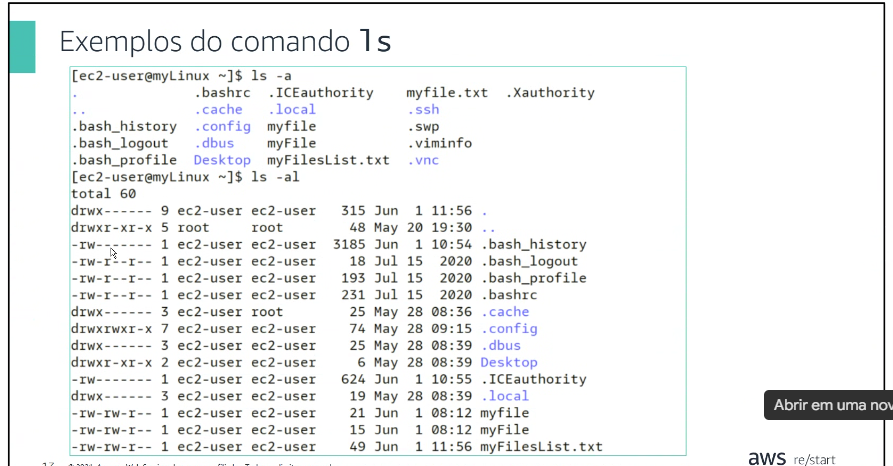 Exemplos do comando ls
[ec2-user@myLinux ~]$ ls -a
. .bashrc .ICEauthority myfile.txt .Xauthority
.. .cache .local .ssh
.bash_history .config myfile .swp
.bash_logout .dbus myFile .viminfo
.bash_profile Desktop myFilesList.txt .vnc
[ec2-user@myLinux ~]$ ls -al
total 60
drwx------ 9 ec2-user ec2-user 315 Jun 1 11:56 .
drwxr-xr-x 5 root root 48 May 20 19:30 ..
-rw------- 1 ec2-user ec2-user 3185 Jun 1 10:54 .bash_history
-rw-r--r-- 1 ec2-user ec2-user 18 Jul 15 2020 .bash_logout
-rw-r--r-- 1 ec2-user ec2-user 193 Jul 15 2020 .bash_profile
-rw-r--r-- 1 ec2-user ec2-user 231 Jul 15 2020 .bashrc
drwx------ 3 ec2-user root 25 May 28 08:36 .cache
drwxrwxr-x 7 ec2-user ec2-user 74 May 28 09:15 .config
drwx------ 3 ec2-user ec2-user 25 May 28 08:39 .dbus
drwxr-xr-x 2 ec2-user ec2-user 6 May 28 08:39 Desktop
-rw------- 1 ec2-user ec2-user 624 Jun 1 10:55 .ICEauthority
drwx------ 3 ec2-user ec2-user 19 May 28 08:39 .local
-rw-rw-r-- 1 ec2-user ec2-user 21 Jun 1 08:12 myfile
-rw-rw-r-- 1 ec2-user ec2-user 15 Jun 1 08:12 myFile
-rw-rw-r-- 1 ec2-user ec2-user 49 Jun 1 11:56 myFilesList.txt
Abrir em uma nov
aws re/start